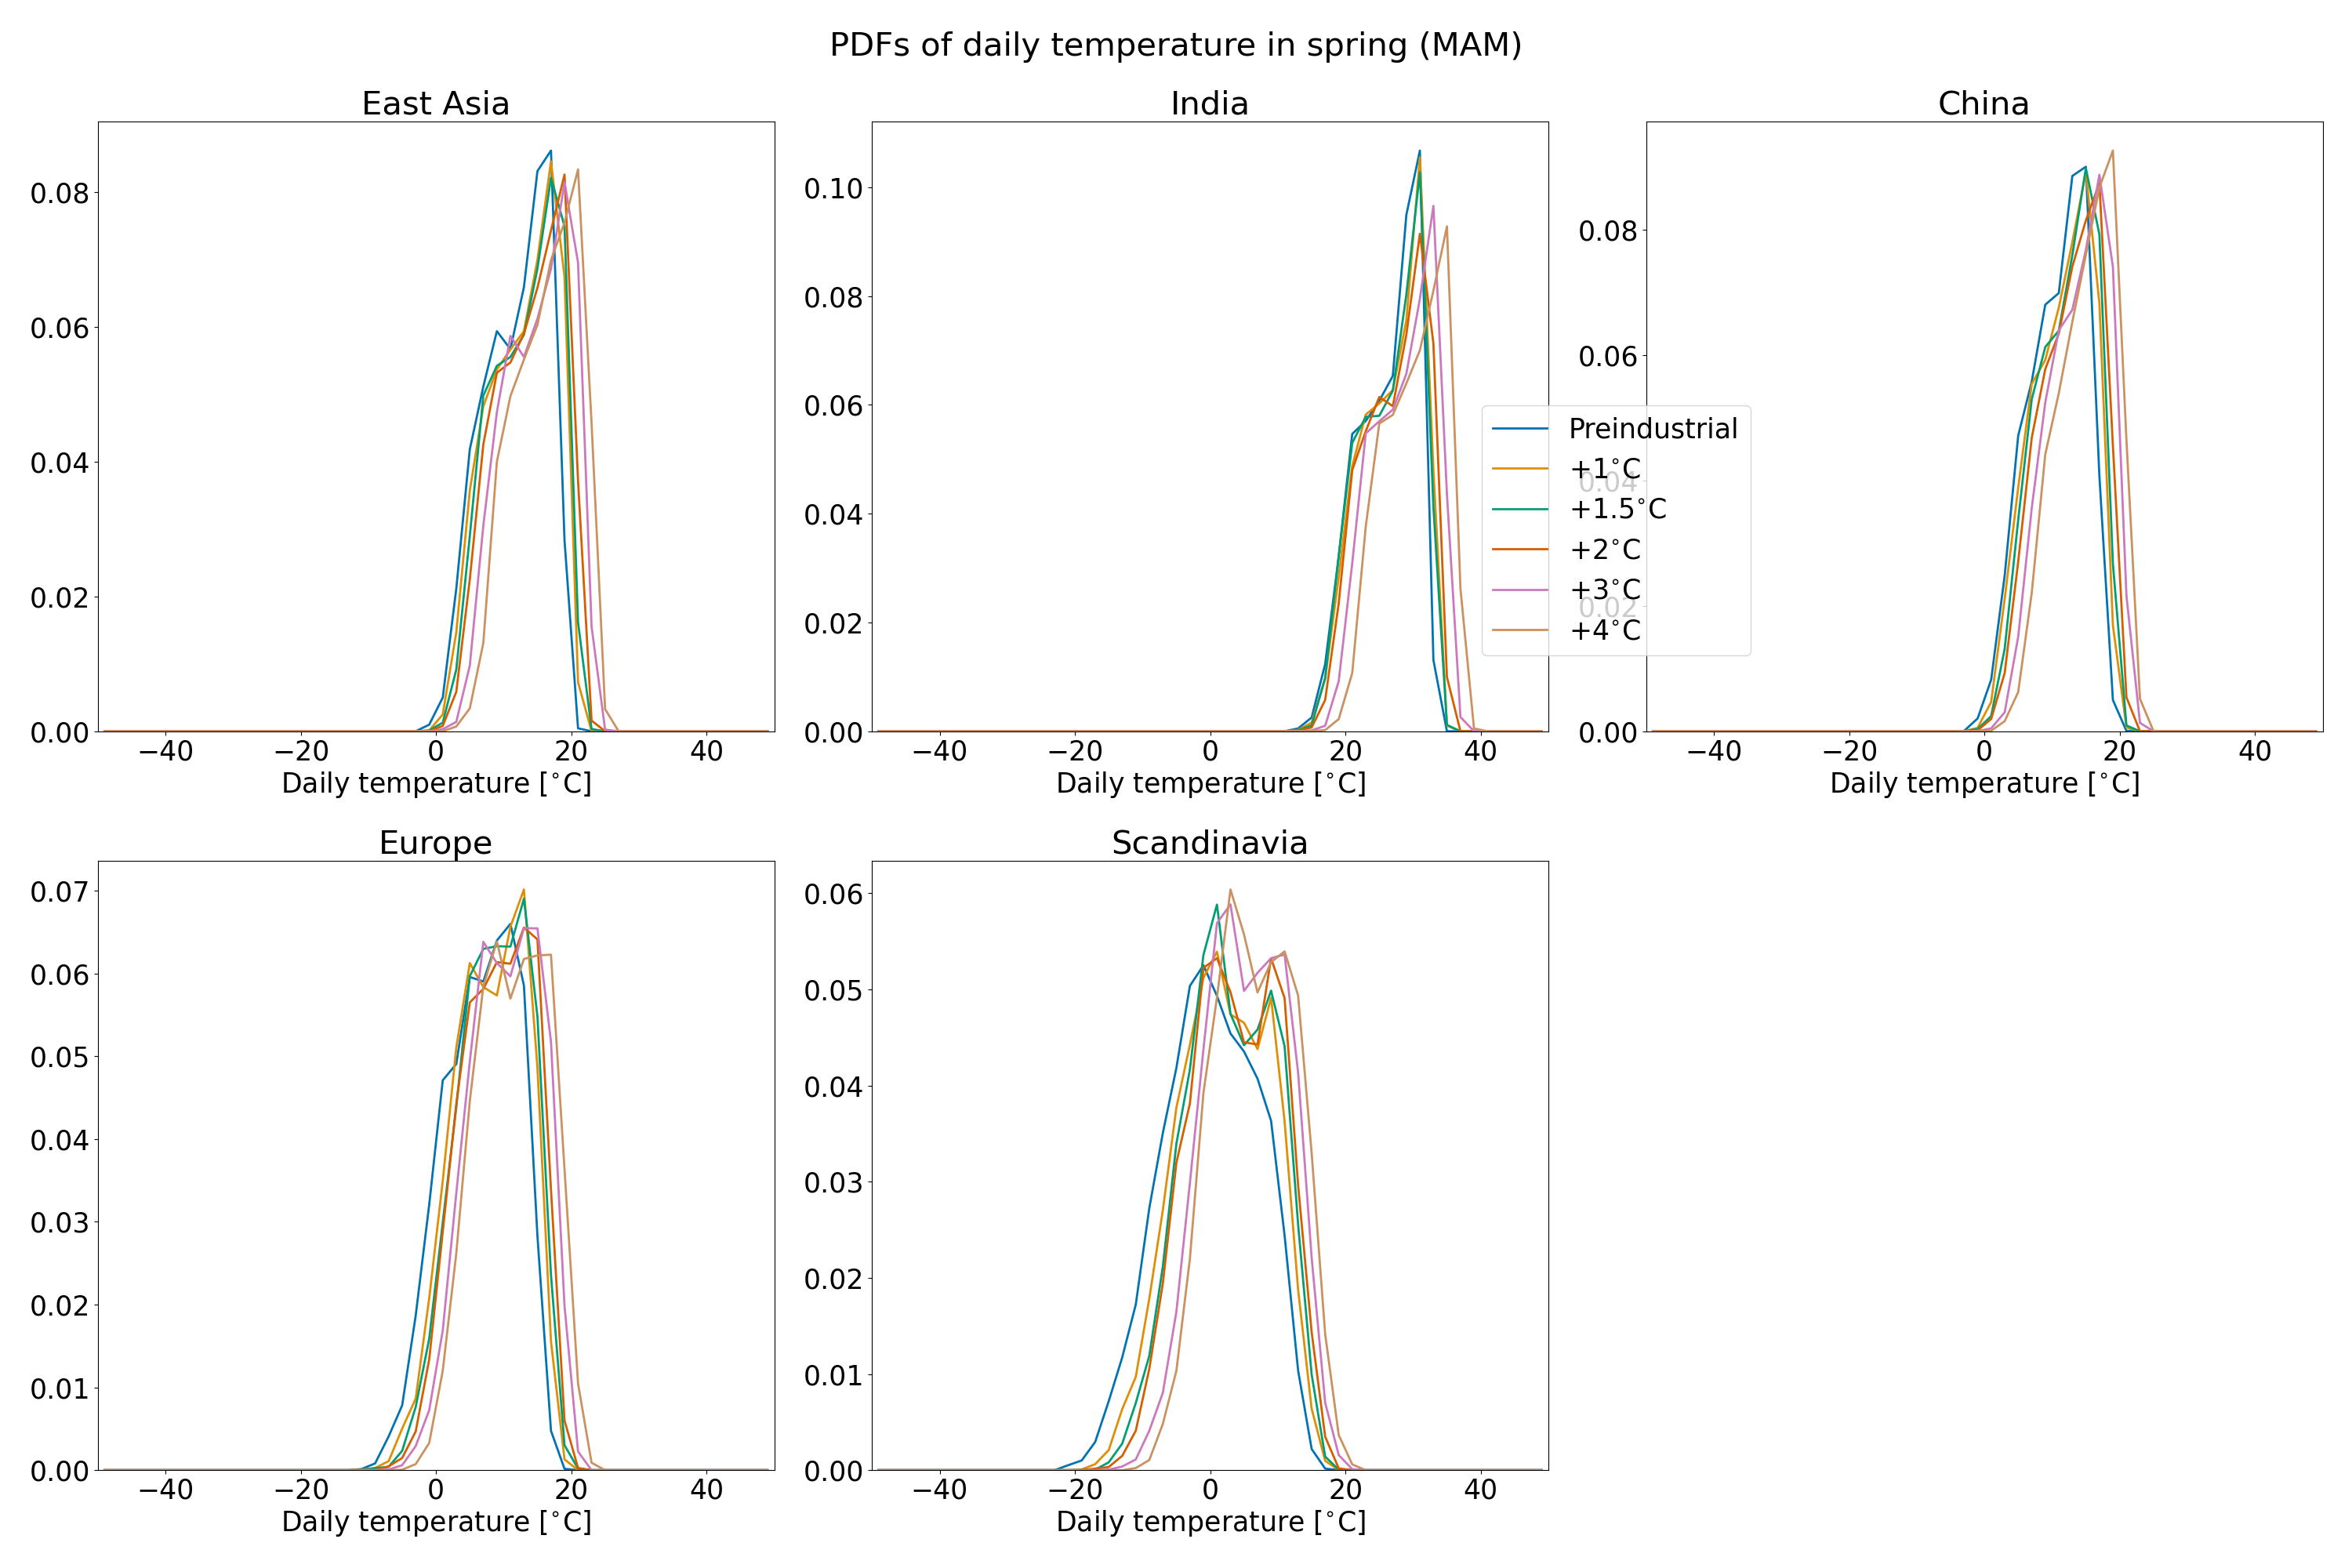 PDFs of daily temperature in spring (MAM)
East Asia
0.08
0.06
0.04
0.02
0.00
−40 −20 0 20 40
Daily temperature [°C]
India
0.10
0.08
0.06
0.04
0.02
0.00
−40 −20 0 20 40
Daily temperature [°C]
China
0.08
0.06
0.04
0.02
0.00
−40 −20 0 20 40
Daily temperature [°C]
Preindustrial
+1°C
+1.5°C
+2°C
+3°C
+4°C
Europe
0.07
0.06
0.05
0.04
0.03
0.02
0.01
0.00
−40 −20 0 20 40
Daily temperature [°C]
Scandinavia
0.06
0.05
0.04
0.03
0.02
0.01
0.00
−40 −20 0 20 40
Daily temperature [°C]